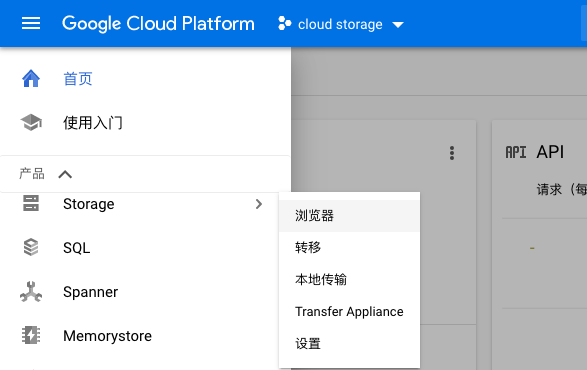 Google Cloud Platform
cloud storage
首页
使用入门
产品
Storage
SQL
Spanner
Memorystore
浏览器
转移
本地传输
Transfer Appliance
设置
API API
请求（每